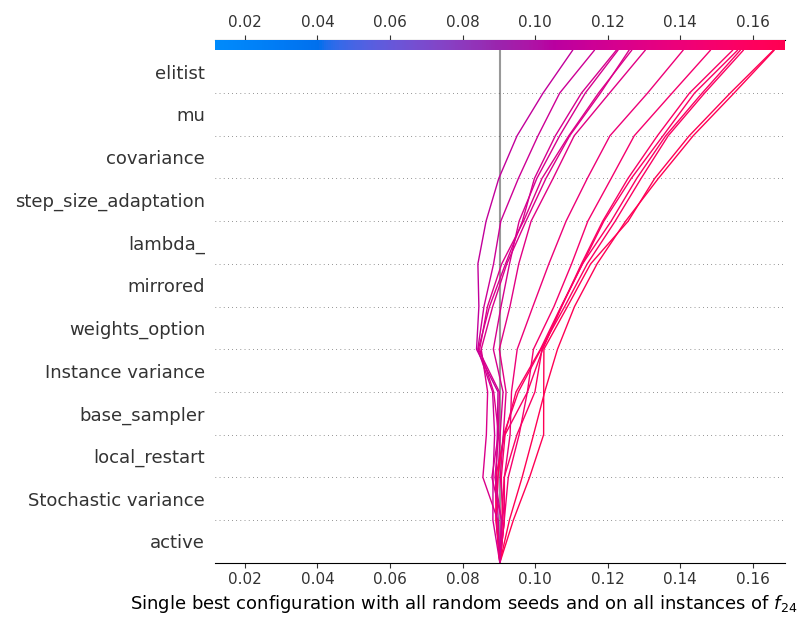 0.02 0.04 0.06 0.08 0.10 0.12 0.14 0.16
elitist
mu
covariance
step_size_adaptation
lambda_
mirrored
weights_option
Instance variance
base_sampler
local_restart
Stochastic variance
active
0.02 0.04 0.06 0.08 0.10 0.12 0.14 0.16
Single best configuration with all random seeds and on all instances of f24